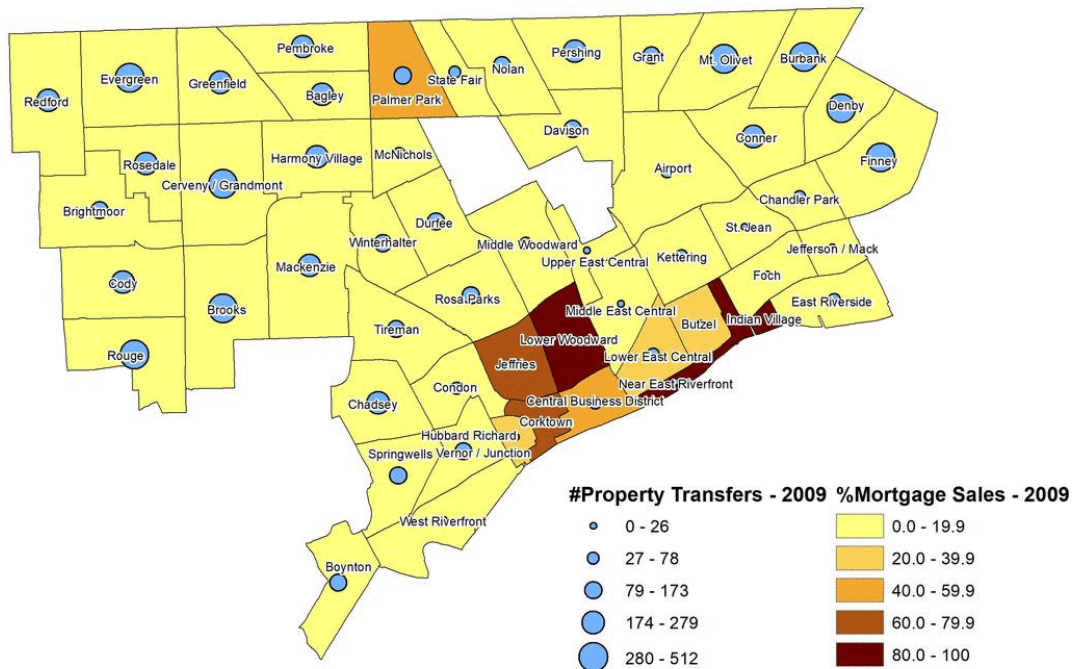 Pembroke
Pershing
Grant
Mt. Olivet
Burbank
Nolan
State Fair
Evergreen
Greenfield
Redford
Bagley
Palmer Park
Denby
Davison
Conner
McNichols
Harmony Village
Rosedale
Finney
Airport
Cerveny / Grandmont
Chandler Park
Brightmoor
Durfee
St. Jean
Winterhalter
Middle Woodward
Jefferson / Mack
Kettering
Upper East Central
Mackenzie
Foch
Cody
Rosa Parks
East Riverside
Brooks
Middle East Central
Indian Village
Butzel
Tireman
Lower Woodward
Rouge
Lower East Central
Jeffries
Near East Riverfront
Condon
Central Business District
Chadsey
Corktown
Hubbard Richard
Springwells
Vernor / Junction
West Riverfront
Boynton
#Property Transfers - 2009
0 - 26
27 - 78
79 - 173
174 - 279
280 - 512
%Mortgage Sales - 2009
0.0 - 19.9
20.0 - 39.9
40.0 - 59.9
60.0 - 79.9
80.0 - 100